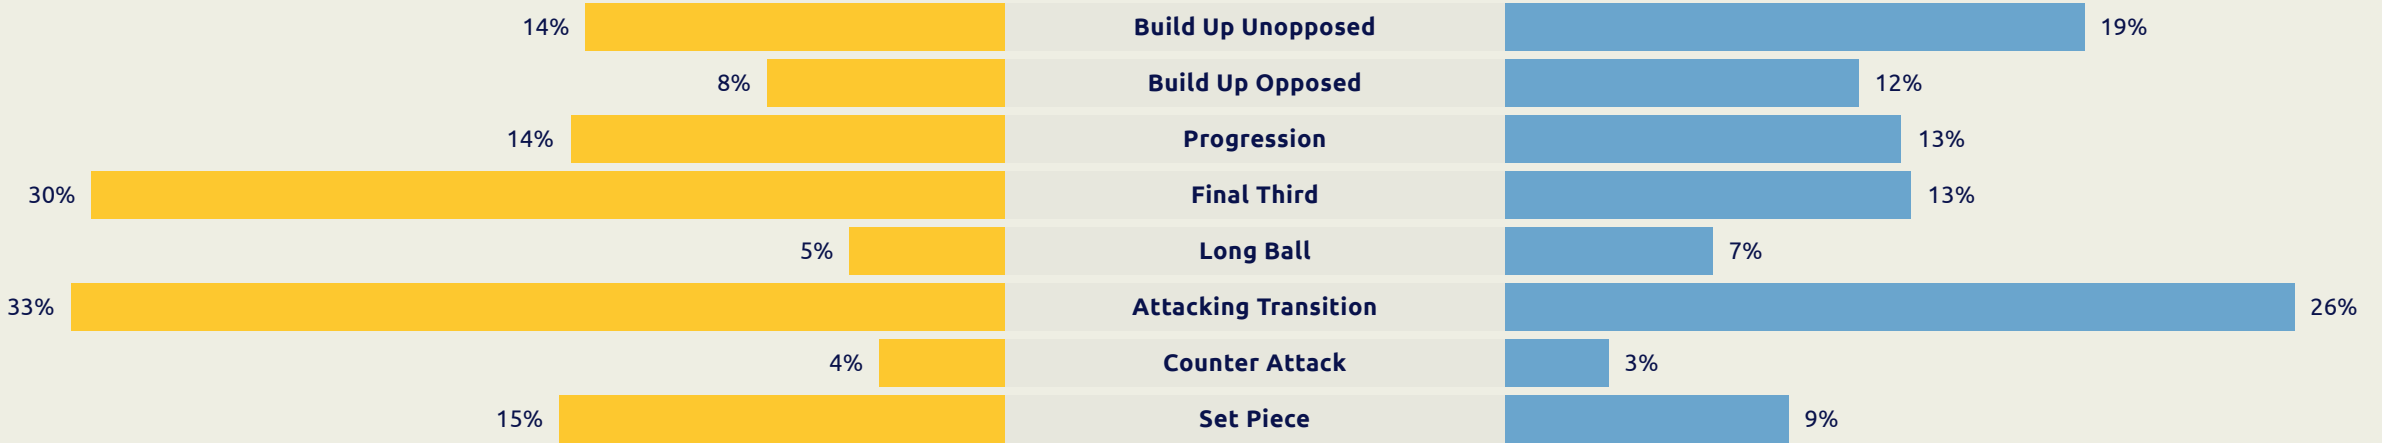 14% Build Up Unopposed 19%
8% Build Up Opposed 12%
14% Progression 13%
30% Final Third 13%
5% Long Ball 7%
33% Attacking Transition 26%
4% Counter Attack 3%
15% Set Piece 9%